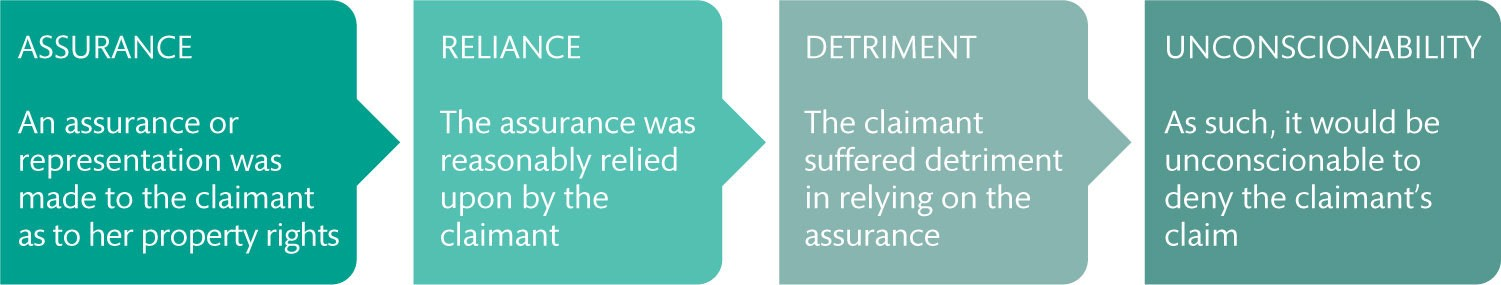 ASSURANCE
An assurance or
representation was
made to the claimant
as to her property rights
RELIANCE
The assurance was
reasonably relied
upon by the
claimant
DETRIMENT
The claimant
suffered detriment
in relying on the
assurance
UNCONSCIONABILITY
As such, it would be
unconscionable to
deny the claimant’s
claim